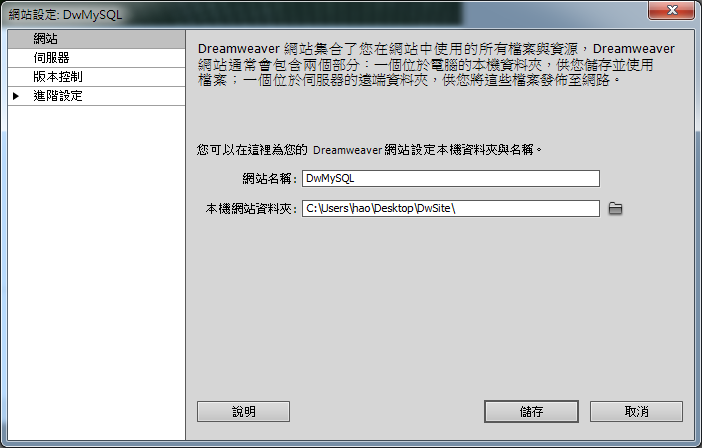 網站設定: DwMySQL
網站
伺服器
版本控制
進階設定
Dreamweaver 網站集合了您在網站中使用的所有檔案與資源，Dreamweaver
網站通常會包含兩個部分：一個位於電腦的本機資料夾，供您儲存並使用
檔案；一個位於伺服器的遠端資料夾，供您將這些檔案發佈至網路。
您可以在這裡為您的 Dreamweaver 網站設定本機資料夾與名稱。
網站名稱: DwMySQL
本機網站資料夾: C:\Users\hao\Desktop\DwSite\
說明 儲存 取消